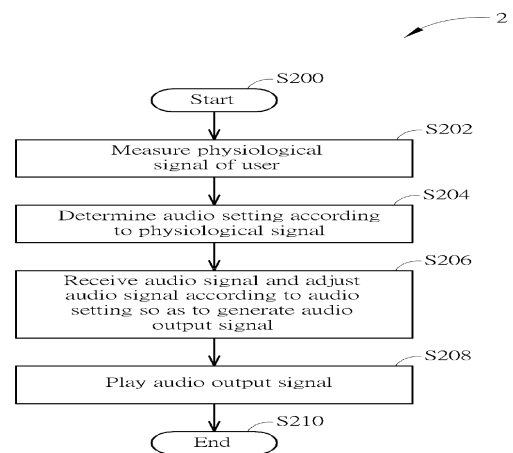 2
S200
Start
S202
Measure physiological
signal of user
S204
Determine audio setting according
to physiological signal
S206
Receive audio signal and adjust
audio signal according to audio
setting so as to generate audio
output signal
S208
Play audio output signal
S210
End